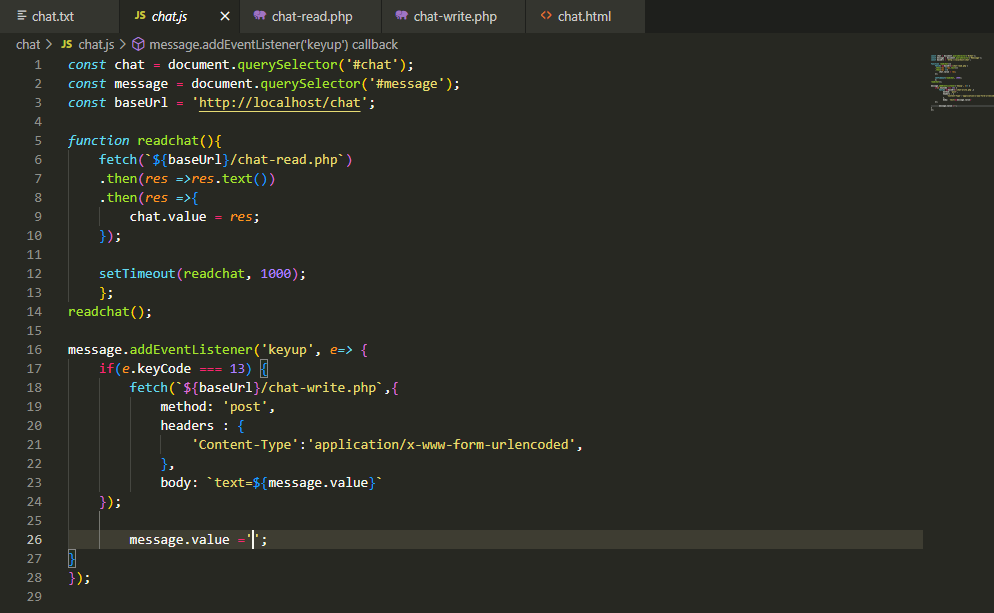 chat.txt JS chat.js chat-read.php chat-write.php <> chat.html
chat > JS chat.js > message.addEventListener('keyup') callback
1 const chat = document.querySelector('#chat');
2 const message = document.querySelector('#message');
3 const baseUrl = 'http://localhost/chat';
4
5 function readchat(){
6     fetch(`${baseUrl}/chat-read.php`)
7     .then(res =>res.text())
8     .then(res =>{
9         chat.value = res;
10     });
11
12     setTimeout(readchat, 1000);
13     };
14 readchat();
15
16 message.addEventListener('keyup', e=> {
17     if(e.keyCode === 13) {
18         fetch(`${baseUrl}/chat-write.php`,{
19             method: 'post',
20             headers : {
21                 'Content-Type':'application/x-www-form-urlencoded',
22             },
23             body: `text=${message.value}`
24     });
25
26         message.value ='';
27 }
28 });
29